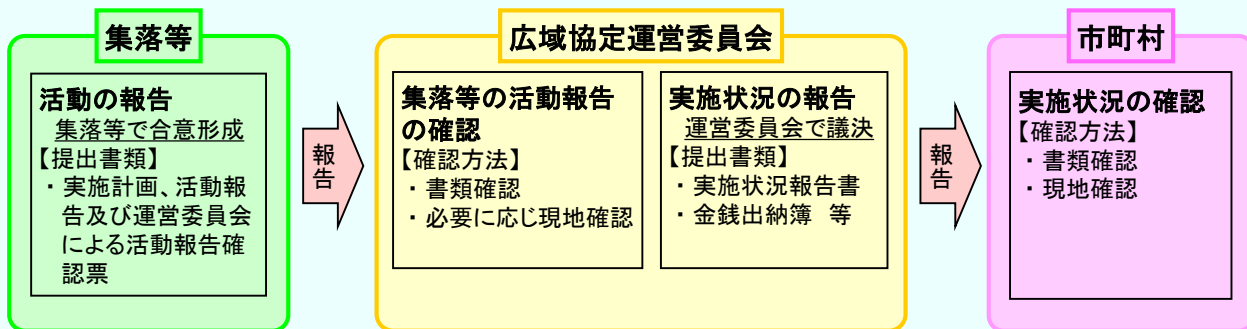 集落等
活動の報告
集落等で合意形成
【提出書類】
・実施計画、活動報
告及び運営委員会
による活動報告確
認票
報告
広域協定運営委員会
集落等の活動報告
の確認
【確認方法】
・書類確認
・必要に応じ現地確認
実施状況の報告
運営委員会で議決
【提出書類】
・実施状況報告書
・金銭出納簿　等
報告
市町村
実施状況の確認
【確認方法】
・書類確認
・現地確認